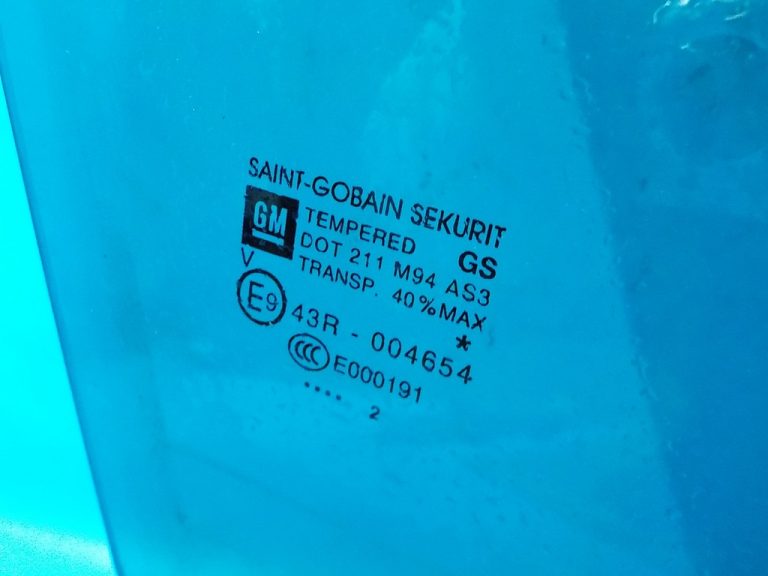 SAINT-GOBAIN SEKURIT
GM
TEMPERED GS
DOT 211 M94 AS3
TRANSP. 40%MAX
V
E9 43R - 004654 *
CCC E000191
.... 2